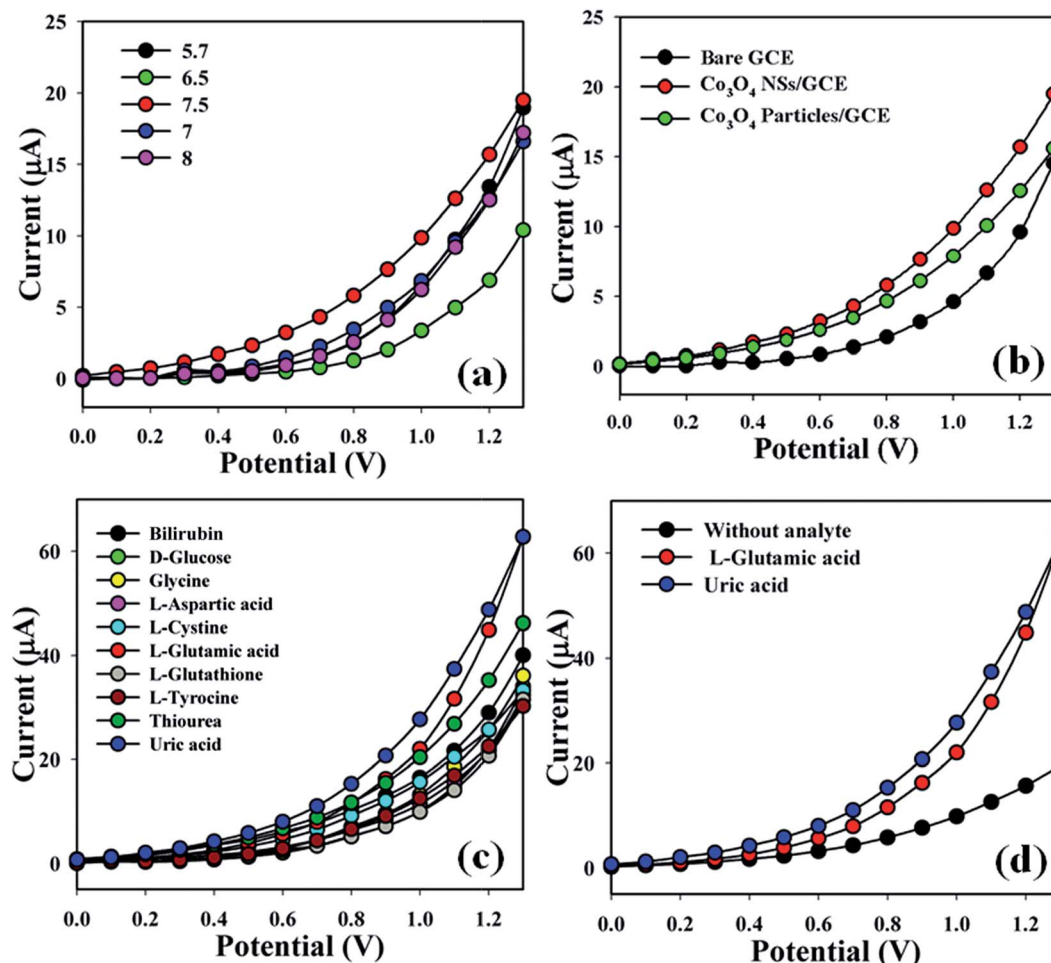 25
20
15
10
5
0
Current (µA)
5.7
6.5
7.5
7
8
(a)
0.0 0.2 0.4 0.6 0.8 1.0 1.2
Potential (V)
25
20
15
10
5
0
Current (µA)
Bare GCE
Co₃O₄ NSs/GCE
Co₃O₄ Particles/GCE
(b)
0.0 0.2 0.4 0.6 0.8 1.0 1.2
Potential (V)
60
40
20
0
Current (µA)
Bilirubin
D-Glucose
Glycine
L-Aspartic acid
L-Cystine
L-Glutamic acid
L-Glutathione
L-Tyrocine
Thiourea
Uric acid
(c)
0.0 0.2 0.4 0.6 0.8 1.0 1.2
Potential (V)
60
40
20
0
Current (µA)
Without analyte
L-Glutamic acid
Uric acid
(d)
0.0 0.2 0.4 0.6 0.8 1.0 1.2
Potential (V)